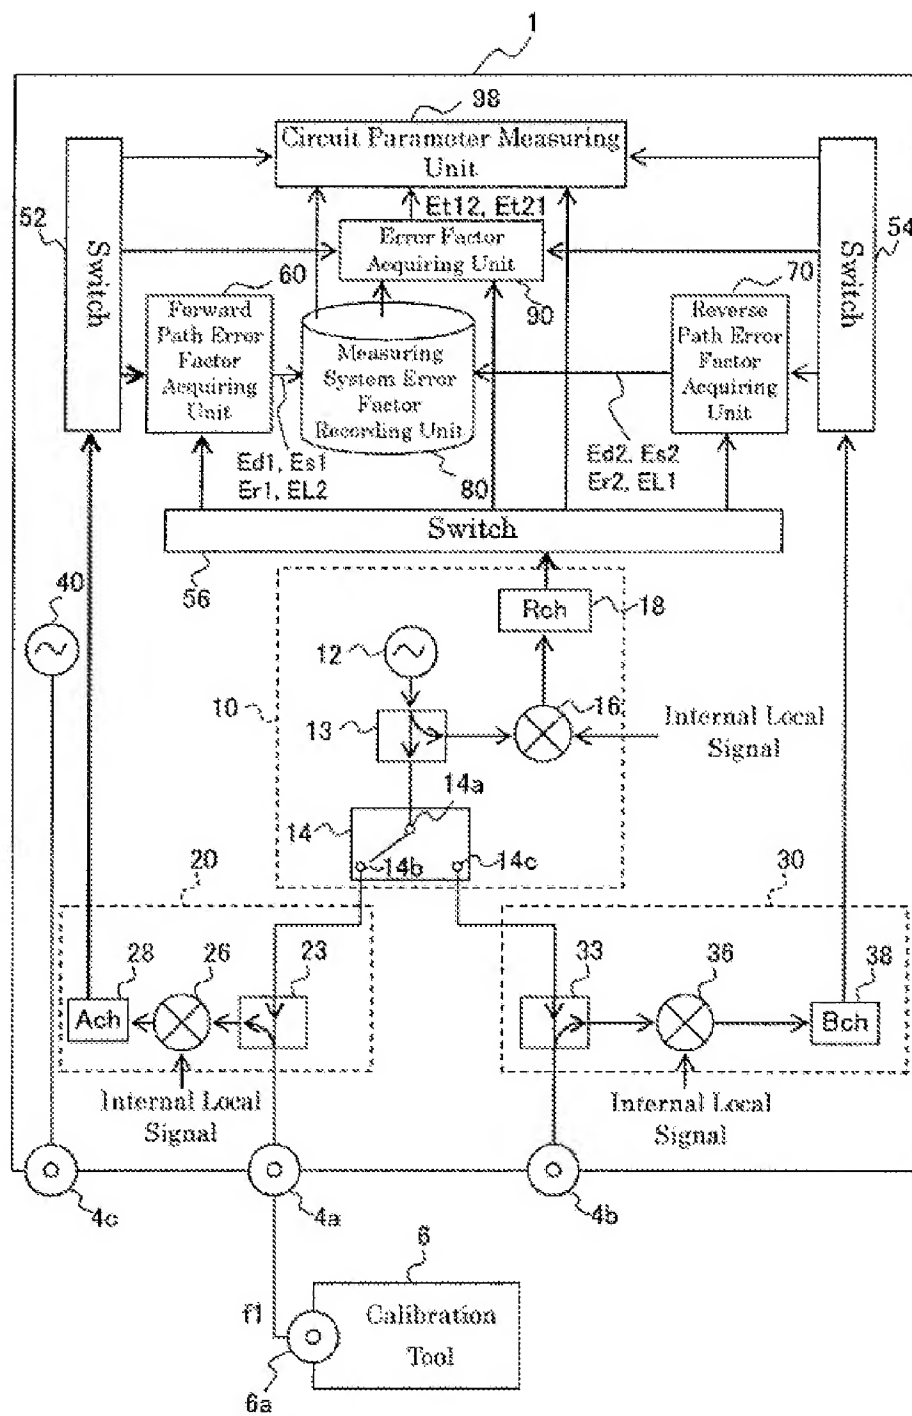 1
98
Circuit Parameter Measuring
Unit
52
Switch
Et12, Et21
Error Factor
Acquiring Unit
54
Switch
60
90
70
Forward
Path Error
Factor
Acquiring
Unit
Measuring
System Error
Factor
Recording Unit
Reverse
Path Error
Factor
Acquiring
Unit
Ed1, Es1
Er1, EL2
80
Ed2, Es2
Er2, EL1
Switch
56
40
Rch
18
12
10
13
16
Internal Local
Signal
14a
14
14b
14c
20
30
28
26
23
33
36
38
Ach
Bch
Internal Local
Signal
Internal Local
Signal
4c
4a
4b
6
f1
Calibration
Tool
6a